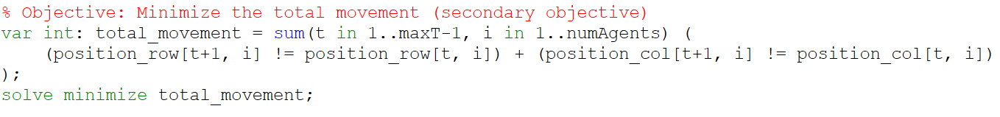 % Objective: Minimize the total movement (secondary objective)
var int: total_movement = sum(t in 1..maxT-1, i in 1..numAgents) (
    (position_row[t+1, i] != position_row[t, i]) + (position_col[t+1, i] != position_col[t, i])
);
solve minimize total_movement;